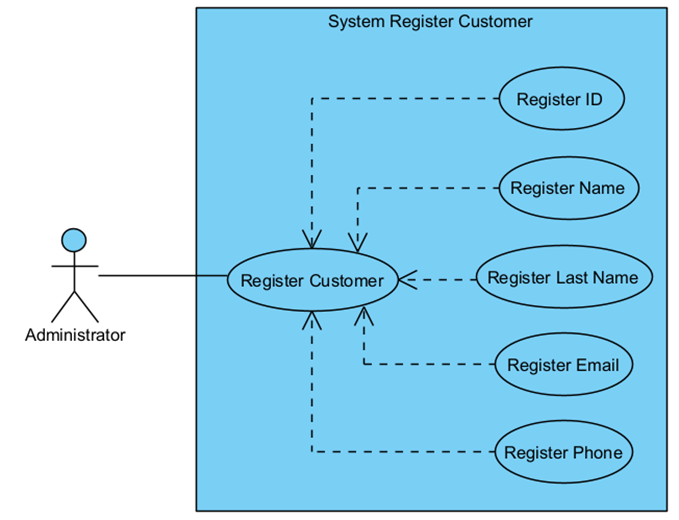 System Register Customer
Register ID
Register Name
Register Customer
Register Last Name
Administrator
Register Email
Register Phone